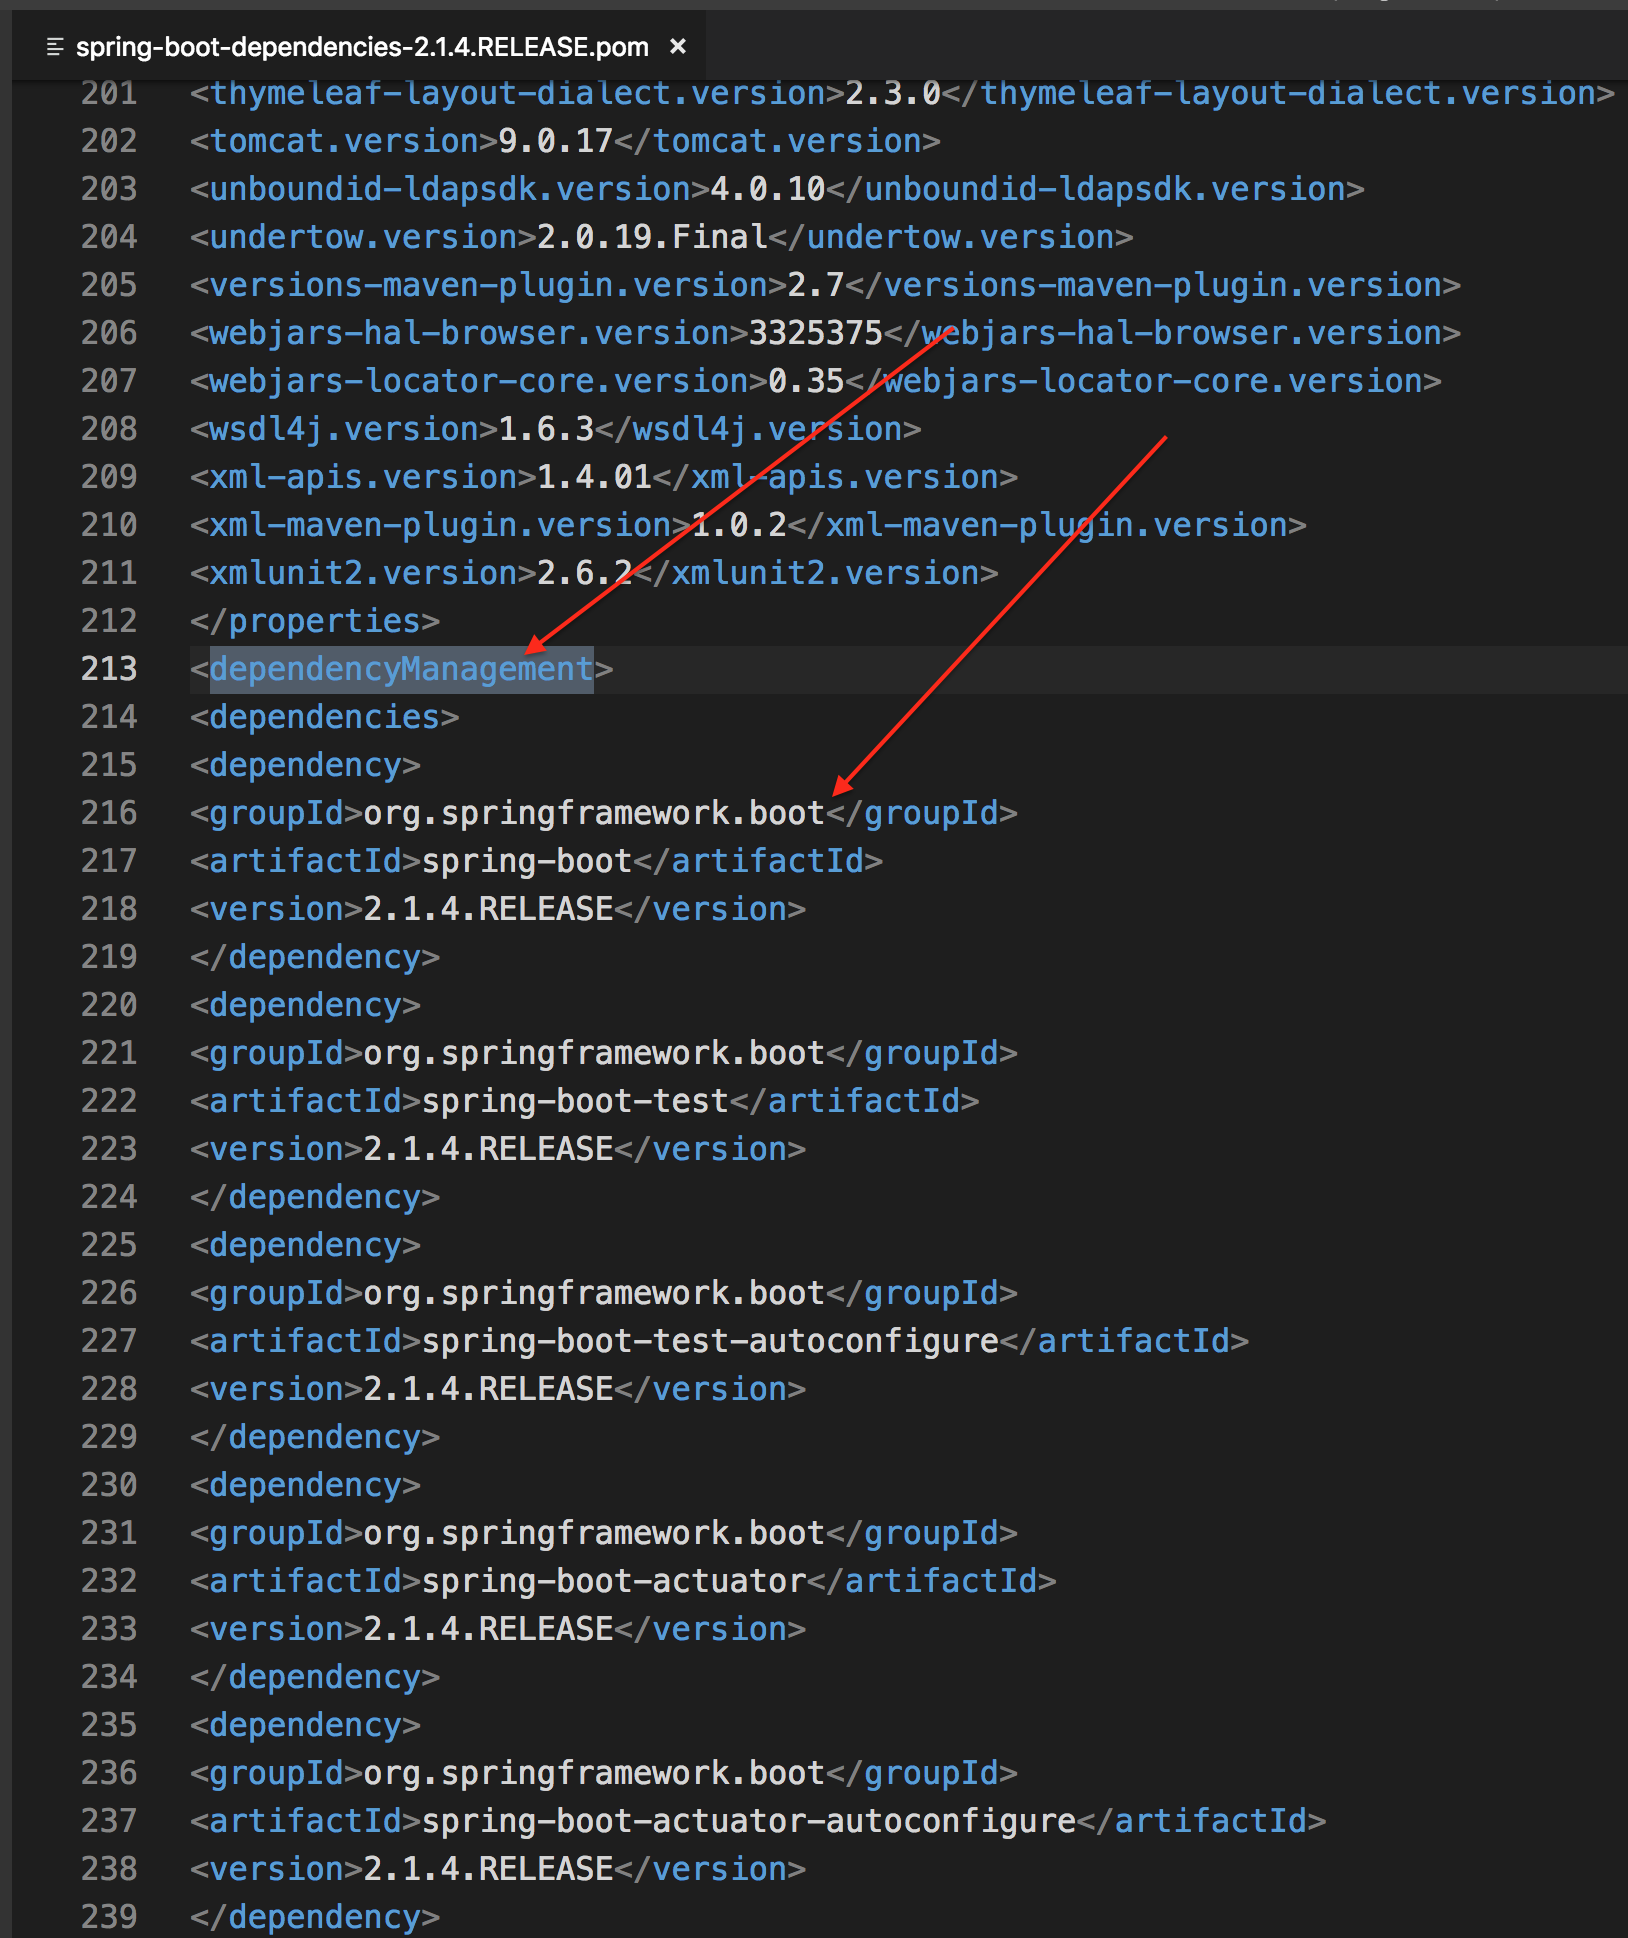 spring-boot-dependencies-2.1.4.RELEASE.pom ×
201 <thymeleaf-layout-dialect.version>2.3.0</thymeleaf-layout-dialect.version>
202 <tomcat.version>9.0.17</tomcat.version>
203 <unboundid-ldapsdk.version>4.0.10</unboundid-ldapsdk.version>
204 <undertow.version>2.0.19.Final</undertow.version>
205 <versions-maven-plugin.version>2.7</versions-maven-plugin.version>
206 <webjars-hal-browser.version>3325375</webjars-hal-browser.version>
207 <webjars-locator-core.version>0.35</webjars-locator-core.version>
208 <wsdl4j.version>1.6.3</wsdl4j.version>
209 <xml-apis.version>1.4.01</xml-apis.version>
210 <xml-maven-plugin.version>1.0.2</xml-maven-plugin.version>
211 <xmlunit2.version>2.6.2</xmlunit2.version>
212 </properties>
213 <dependencyManagement>
214 <dependencies>
215 <dependency>
216 <groupId>org.springframework.boot</groupId>
217 <artifactId>spring-boot</artifactId>
218 <version>2.1.4.RELEASE</version>
219 </dependency>
220 <dependency>
221 <groupId>org.springframework.boot</groupId>
222 <artifactId>spring-boot-test</artifactId>
223 <version>2.1.4.RELEASE</version>
224 </dependency>
225 <dependency>
226 <groupId>org.springframework.boot</groupId>
227 <artifactId>spring-boot-test-autoconfigure</artifactId>
228 <version>2.1.4.RELEASE</version>
229 </dependency>
230 <dependency>
231 <groupId>org.springframework.boot</groupId>
232 <artifactId>spring-boot-actuator</artifactId>
233 <version>2.1.4.RELEASE</version>
234 </dependency>
235 <dependency>
236 <groupId>org.springframework.boot</groupId>
237 <artifactId>spring-boot-actuator-autoconfigure</artifactId>
238 <version>2.1.4.RELEASE</version>
239 </dependency>